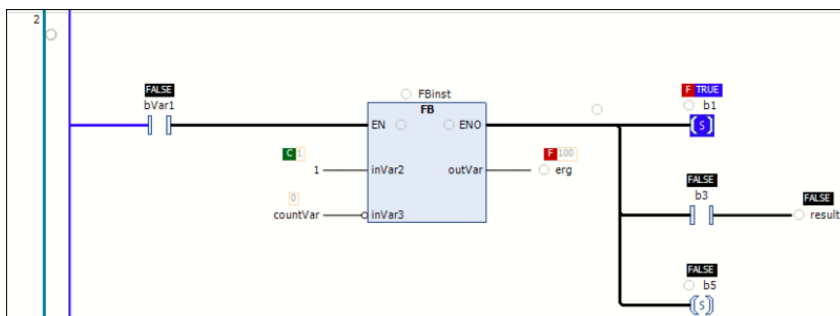 2
FALSE
bVar1
FBinst
FB
EN
ENO
F TRUE
b1
S
C 1
1
inVar2
outVar
F 100
erg
0
countVar
inVar3
FALSE
b3
FALSE
result
FALSE
b5
S